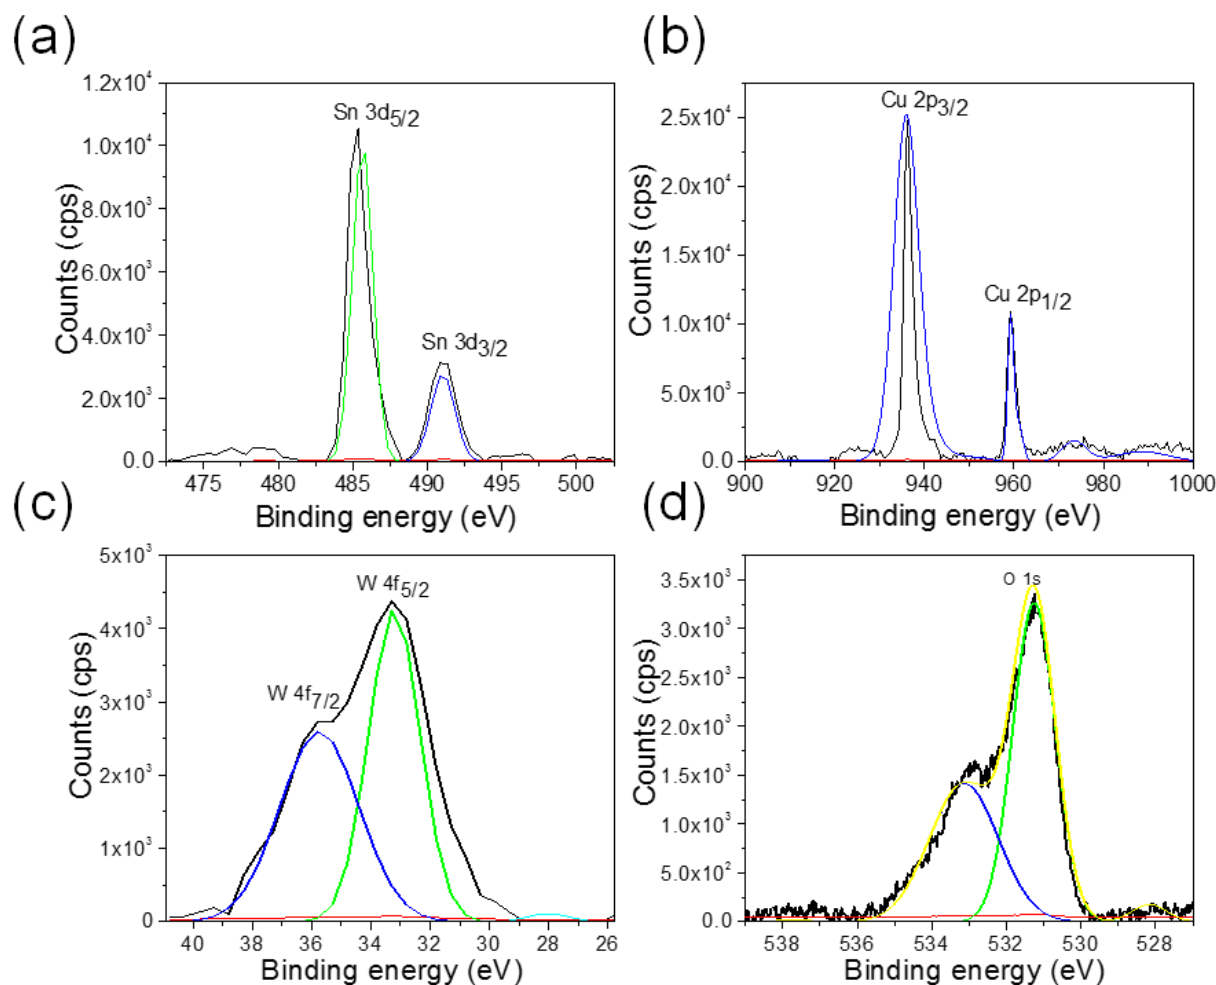 (a)
Counts (cps)
1.2x10⁴
1.0x10⁴
8.0x10³
6.0x10³
4.0x10³
2.0x10³
0.0
Sn 3d5/2
Sn 3d3/2
475 480 485 490 495 500
Binding energy (eV)
(b)
Counts (cps)
2.5x10⁴
2.0x10⁴
1.5x10⁴
1.0x10⁴
5.0x10³
0.0
Cu 2p3/2
Cu 2p1/2
900 920 940 960 980 1000
Binding energy (eV)
(c)
Counts (cps)
5x10³
4x10³
3x10³
2x10³
1x10³
0
W 4f5/2
W 4f7/2
40 38 36 34 32 30 28 26
Binding energy (eV)
(d)
Counts (cps)
3.5x10³
3.0x10³
2.5x10³
2.0x10³
1.5x10³
1.0x10³
5.0x10²
0.0
O 1s
538 536 534 532 530 528
Binding energy (eV)